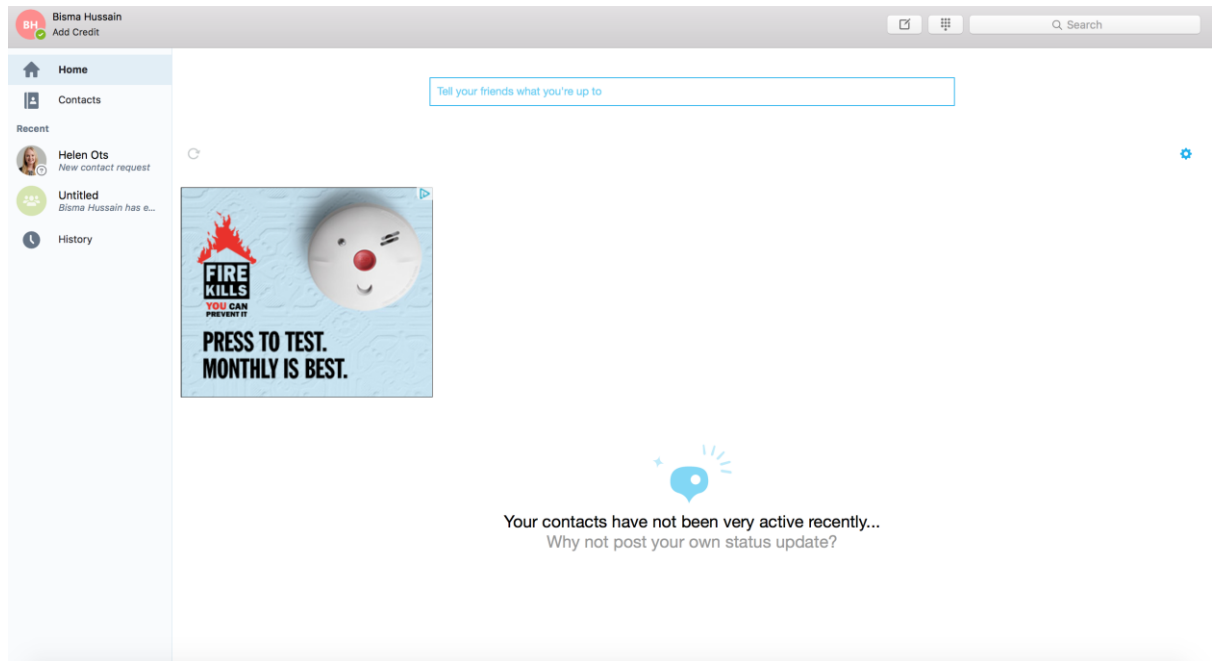 BH
Bisma Hussain
Add Credit
Search
Home
Contacts
Recent
Helen Ots
New contact request
Untitled
Bisma Hussain has e...
History
Tell your friends what you're up to
FIRE
KILLS
YOU CAN
PREVENT IT
PRESS TO TEST.
MONTHLY IS BEST.
Your contacts have not been very active recently...
Why not post your own status update?